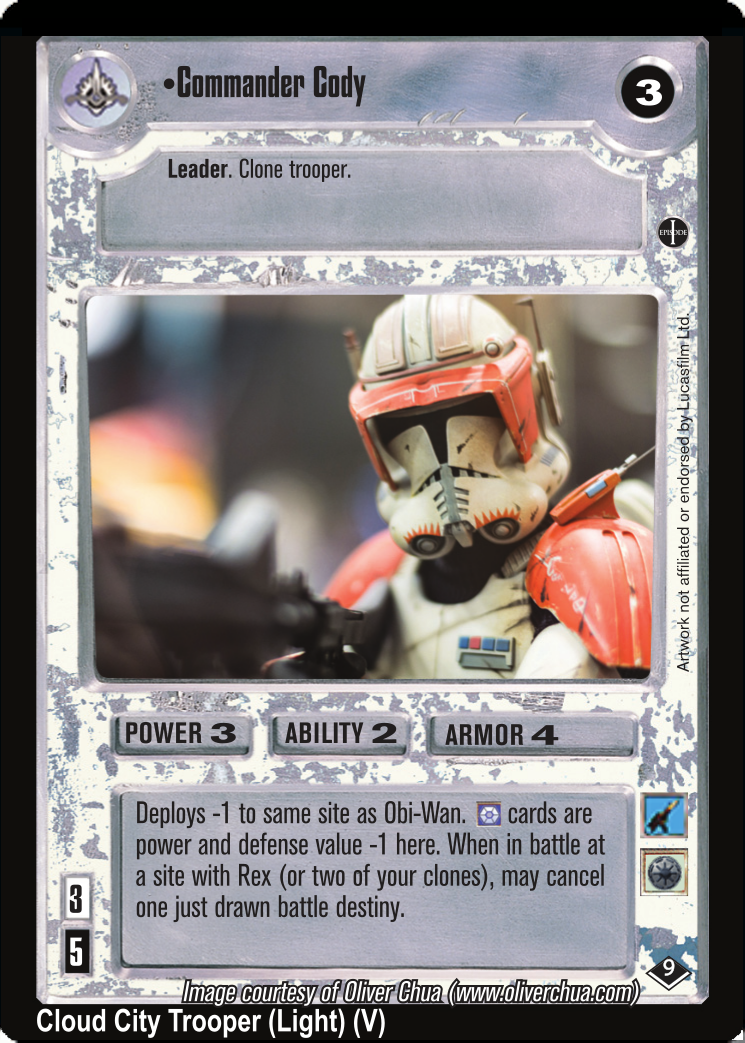 •Commander Cody
3
Leader. Clone trooper.
EPISODE I
Artwork not affiliated or endorsed by Lucasfilm Ltd.
POWER 3
ABILITY 2
ARMOR 4
Deploys -1 to same site as Obi-Wan. cards are
power and defense value -1 here. When in battle at
a site with Rex (or two of your clones), may cancel
one just drawn battle destiny.
3
5
9
Image courtesy of Oliver Chua (www.oliverchua.com)
Cloud City Trooper (Light) (V)